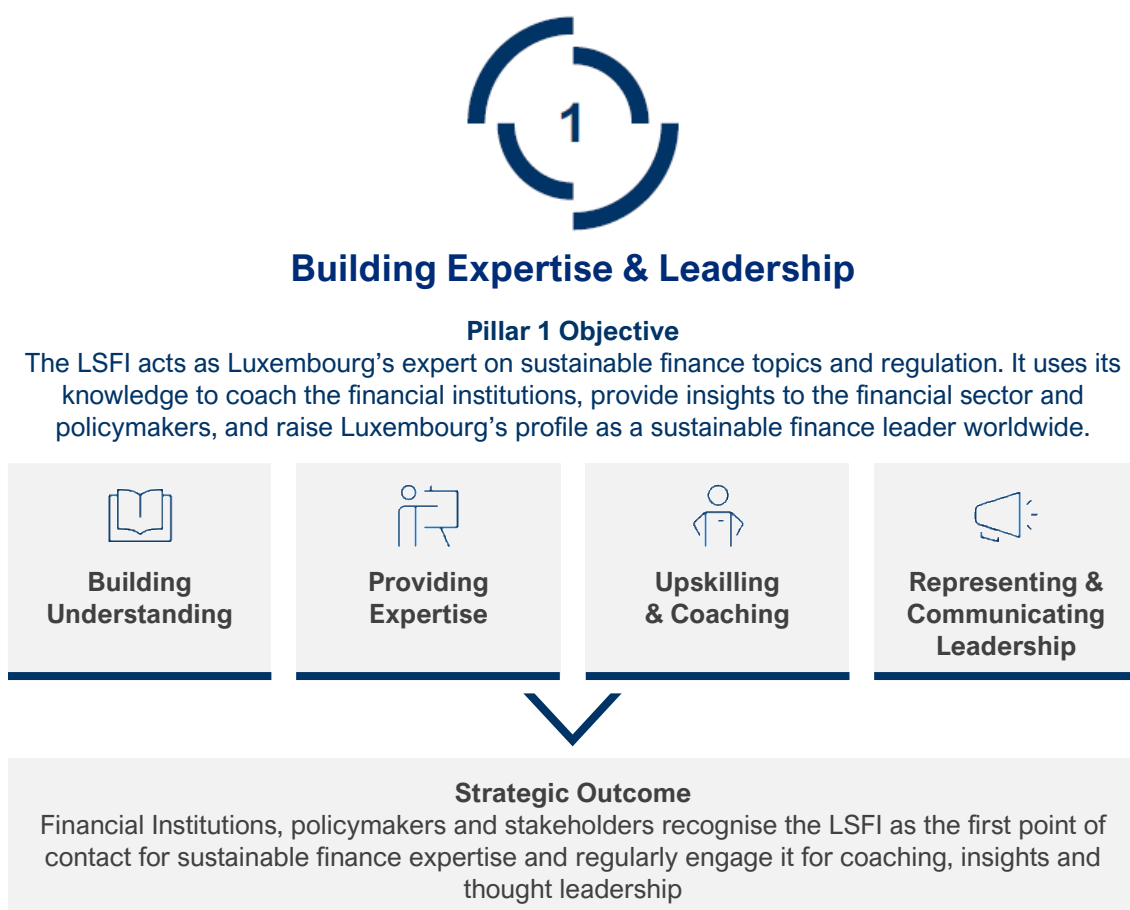 1
Building Expertise & Leadership
Pillar 1 Objective
The LSFI acts as Luxembourg’s expert on sustainable finance topics and regulation. It uses its
knowledge to coach the financial institutions, provide insights to the financial sector and
policymakers, and raise Luxembourg’s profile as a sustainable finance leader worldwide.
Building
Understanding
Providing
Expertise
Upskilling
& Coaching
Representing &
Communicating
Leadership
Strategic Outcome
Financial Institutions, policymakers and stakeholders recognise the LSFI as the first point of
contact for sustainable finance expertise and regularly engage it for coaching, insights and
thought leadership